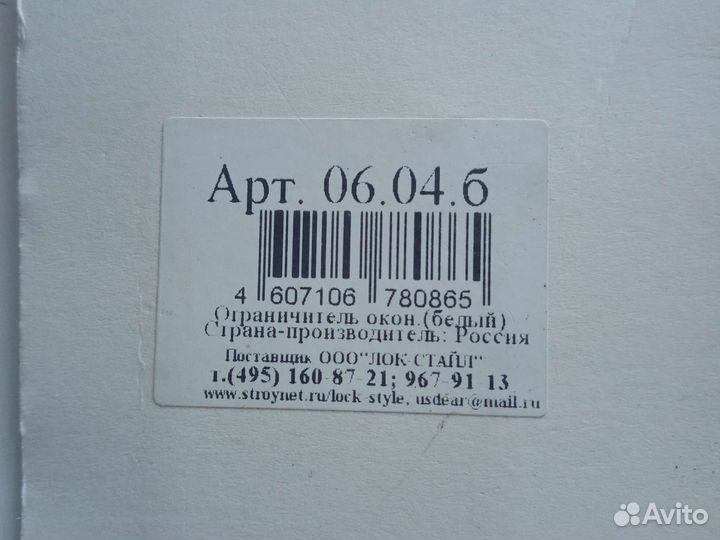 Арт. 06.04.б
4 607106 780865
Ограничитель окон.(белый)
Страна-производитель: Россия
Поставщик ООО"ЛОК-СТАЙЛ"
т.(495) 160-87-21; 967-91 13
www.stroynet.ru/lock-style, usdear@mail.ru
Avito